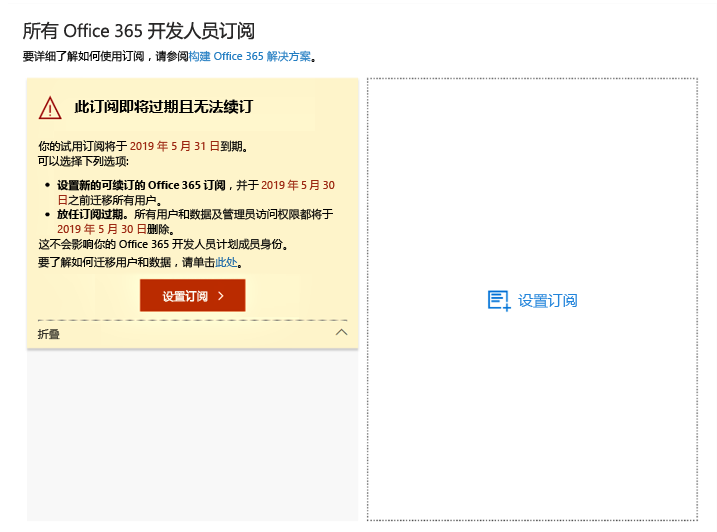 所有 Office 365 开发人员订阅
要详细了解如何使用订阅，请参阅构建 Office 365 解决方案。
此订阅即将过期且无法续订
你的试用订阅将于 2019 年 5 月 31 日到期。
可以选择下列选项:
• 设置新的可续订的 Office 365 订阅，并于 2019 年 5 月 30
日之前迁移所有用户。
• 放任订阅过期。所有用户和数据及管理员访问权限都将于
2019 年 5 月 30 日删除。
这不会影响你的 Office 365 开发人员计划成员身份。
要了解如何迁移用户和数据，请单击此处。
设置订阅
折叠
设置订阅